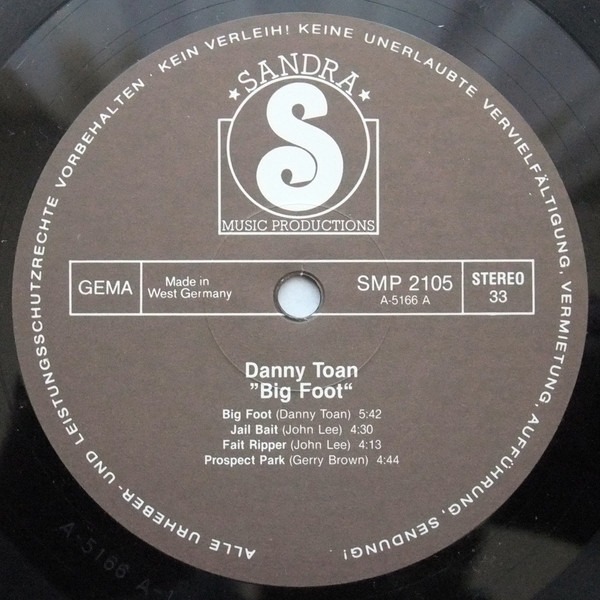 ALLE URHEBER- UND LEISTUNGSSCHUTZRECHTE VORBEHALTEN · KEIN VERLEIH! KEINE UNERLAUBTE VERVIELFÄLTIGUNG, VERMIETUNG, AUFFÜHRUNG, SENDUNG!
★SANDRA★
S
MUSIC PRODUCTIONS
GEMA
Made in
West Germany
SMP 2105
A-5166 A
STEREO
33
Danny Toan
”Big Foot“
Big Foot (Danny Toan) 5:42
Jail Bait (John Lee) 4:30
Fait Ripper (John Lee) 4:13
Prospect Park (Gerry Brown) 4:44
A-5166 A-1